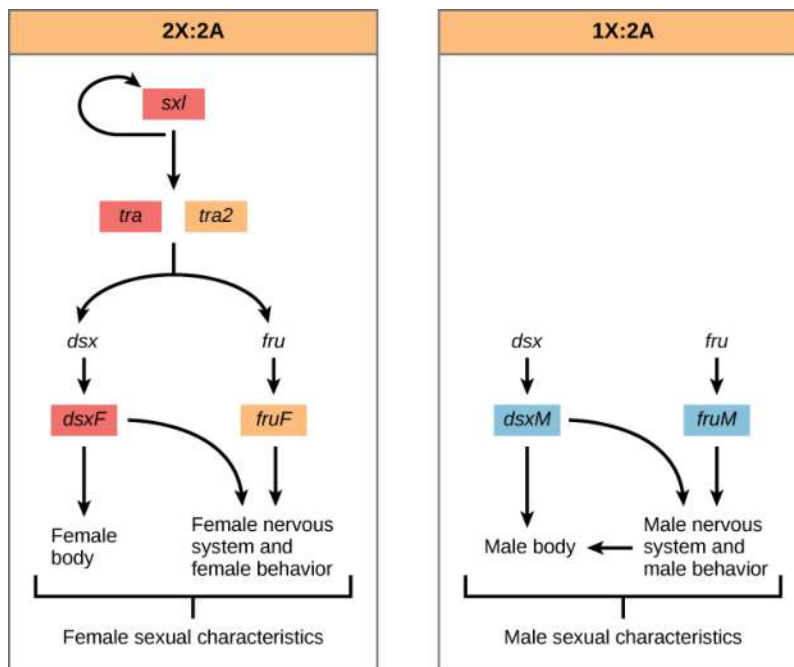 2X:2A
sxl
tra
tra2
dsx
fru
dsxF
fruF
Female
body
Female nervous
system and
female behavior
Female sexual characteristics
1X:2A
dsx
fru
dsxM
fruM
Male body
Male nervous
system and
male behavior
Male sexual characteristics